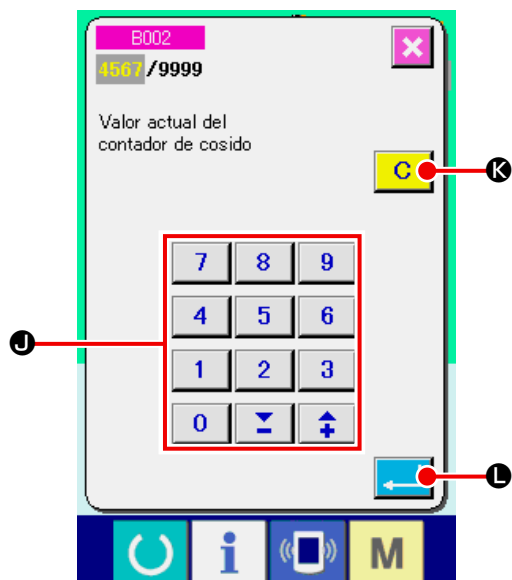 B002
4567/9999
Valor actual del
contador de cosido
C
K
7 8 9
4 5 6
J
1 2 3
0
L
i
M